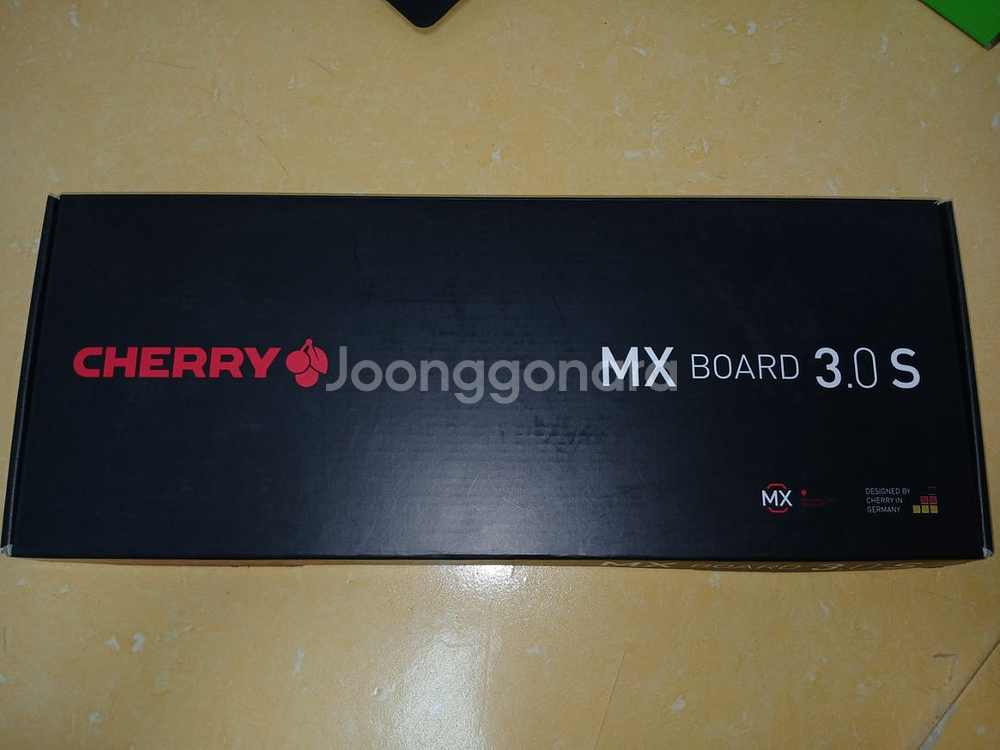 CHERRY
MX BOARD 3.0 S
Joonggonara
MX
DESIGNED BY
CHERRY IN
GERMANY
MX BOARD 3.0 S